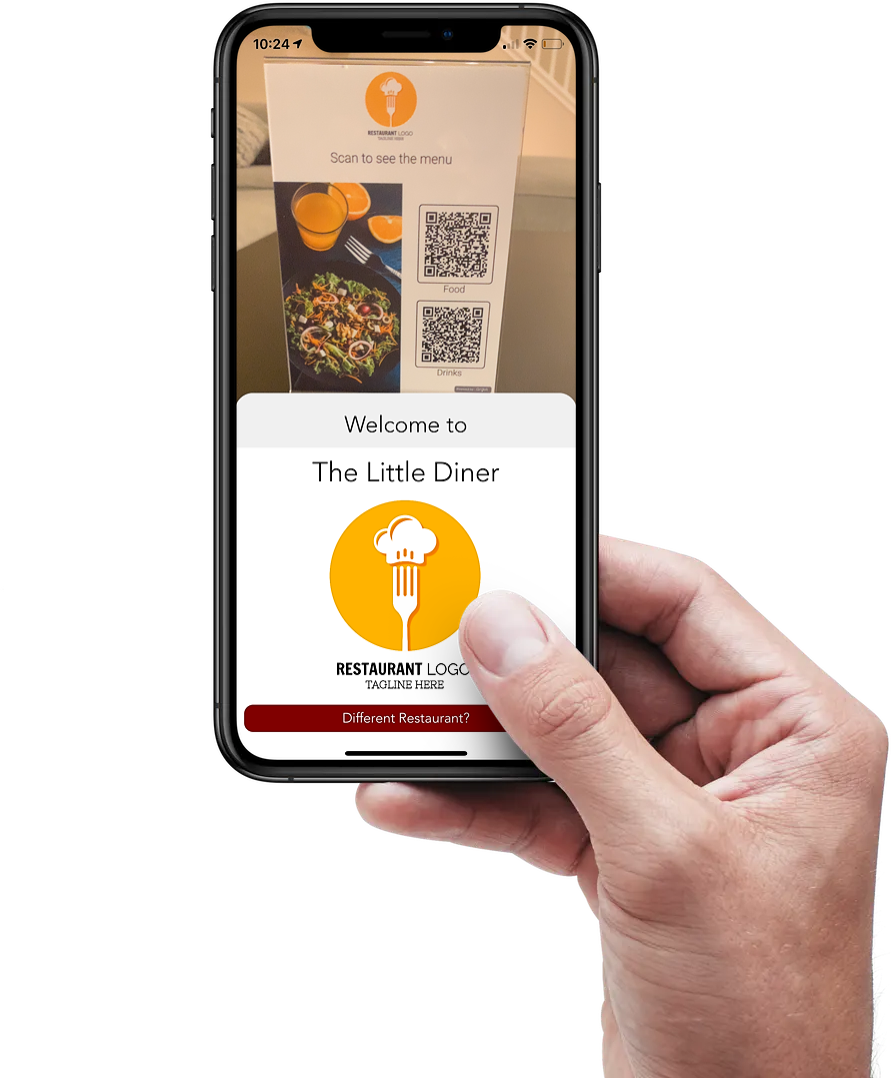 10:24
RESTAURANT LOGO
TAGLINE HERE
Scan to see the menu
Food
Drinks
Welcome to
The Little Diner
RESTAURANT LOGO
TAGLINE HERE
Different Restaurant?